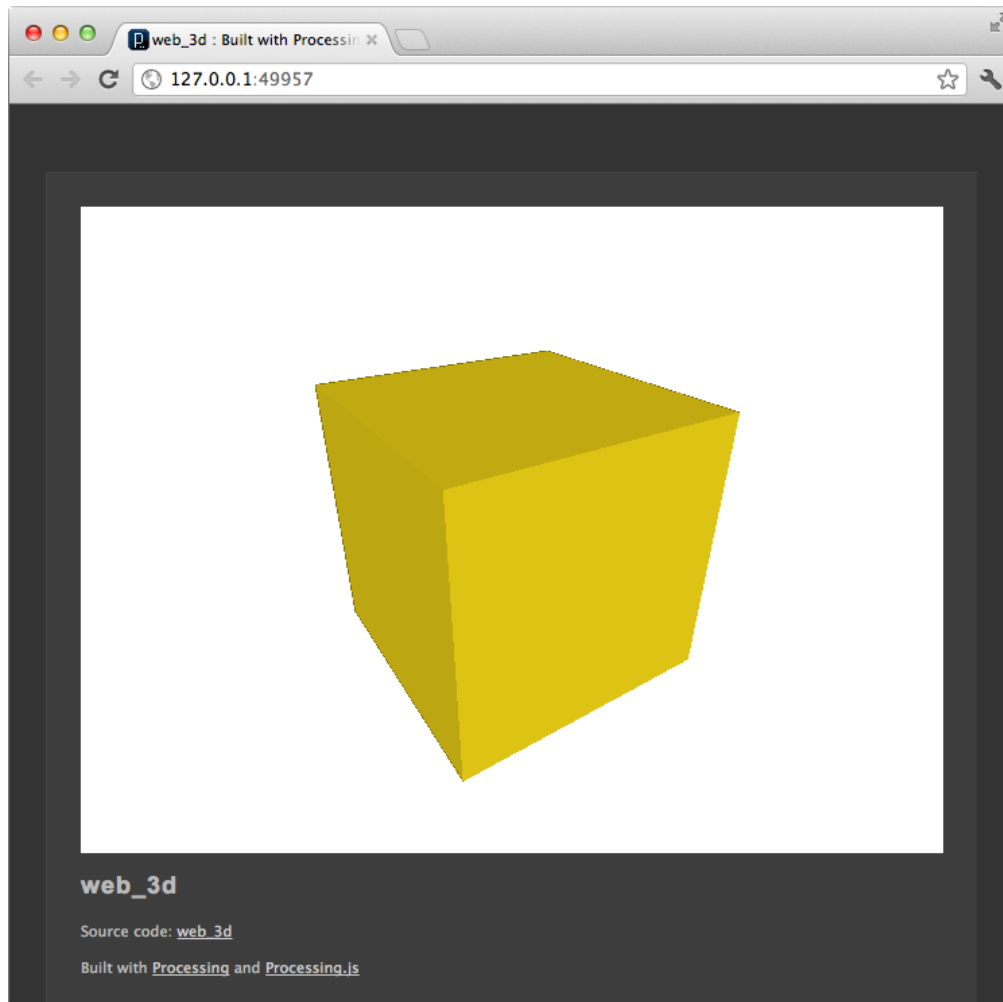 web_3d : Built with Processin
127.0.0.1:49957
web_3d
Source code: web_3d
Built with Processing and Processing.js